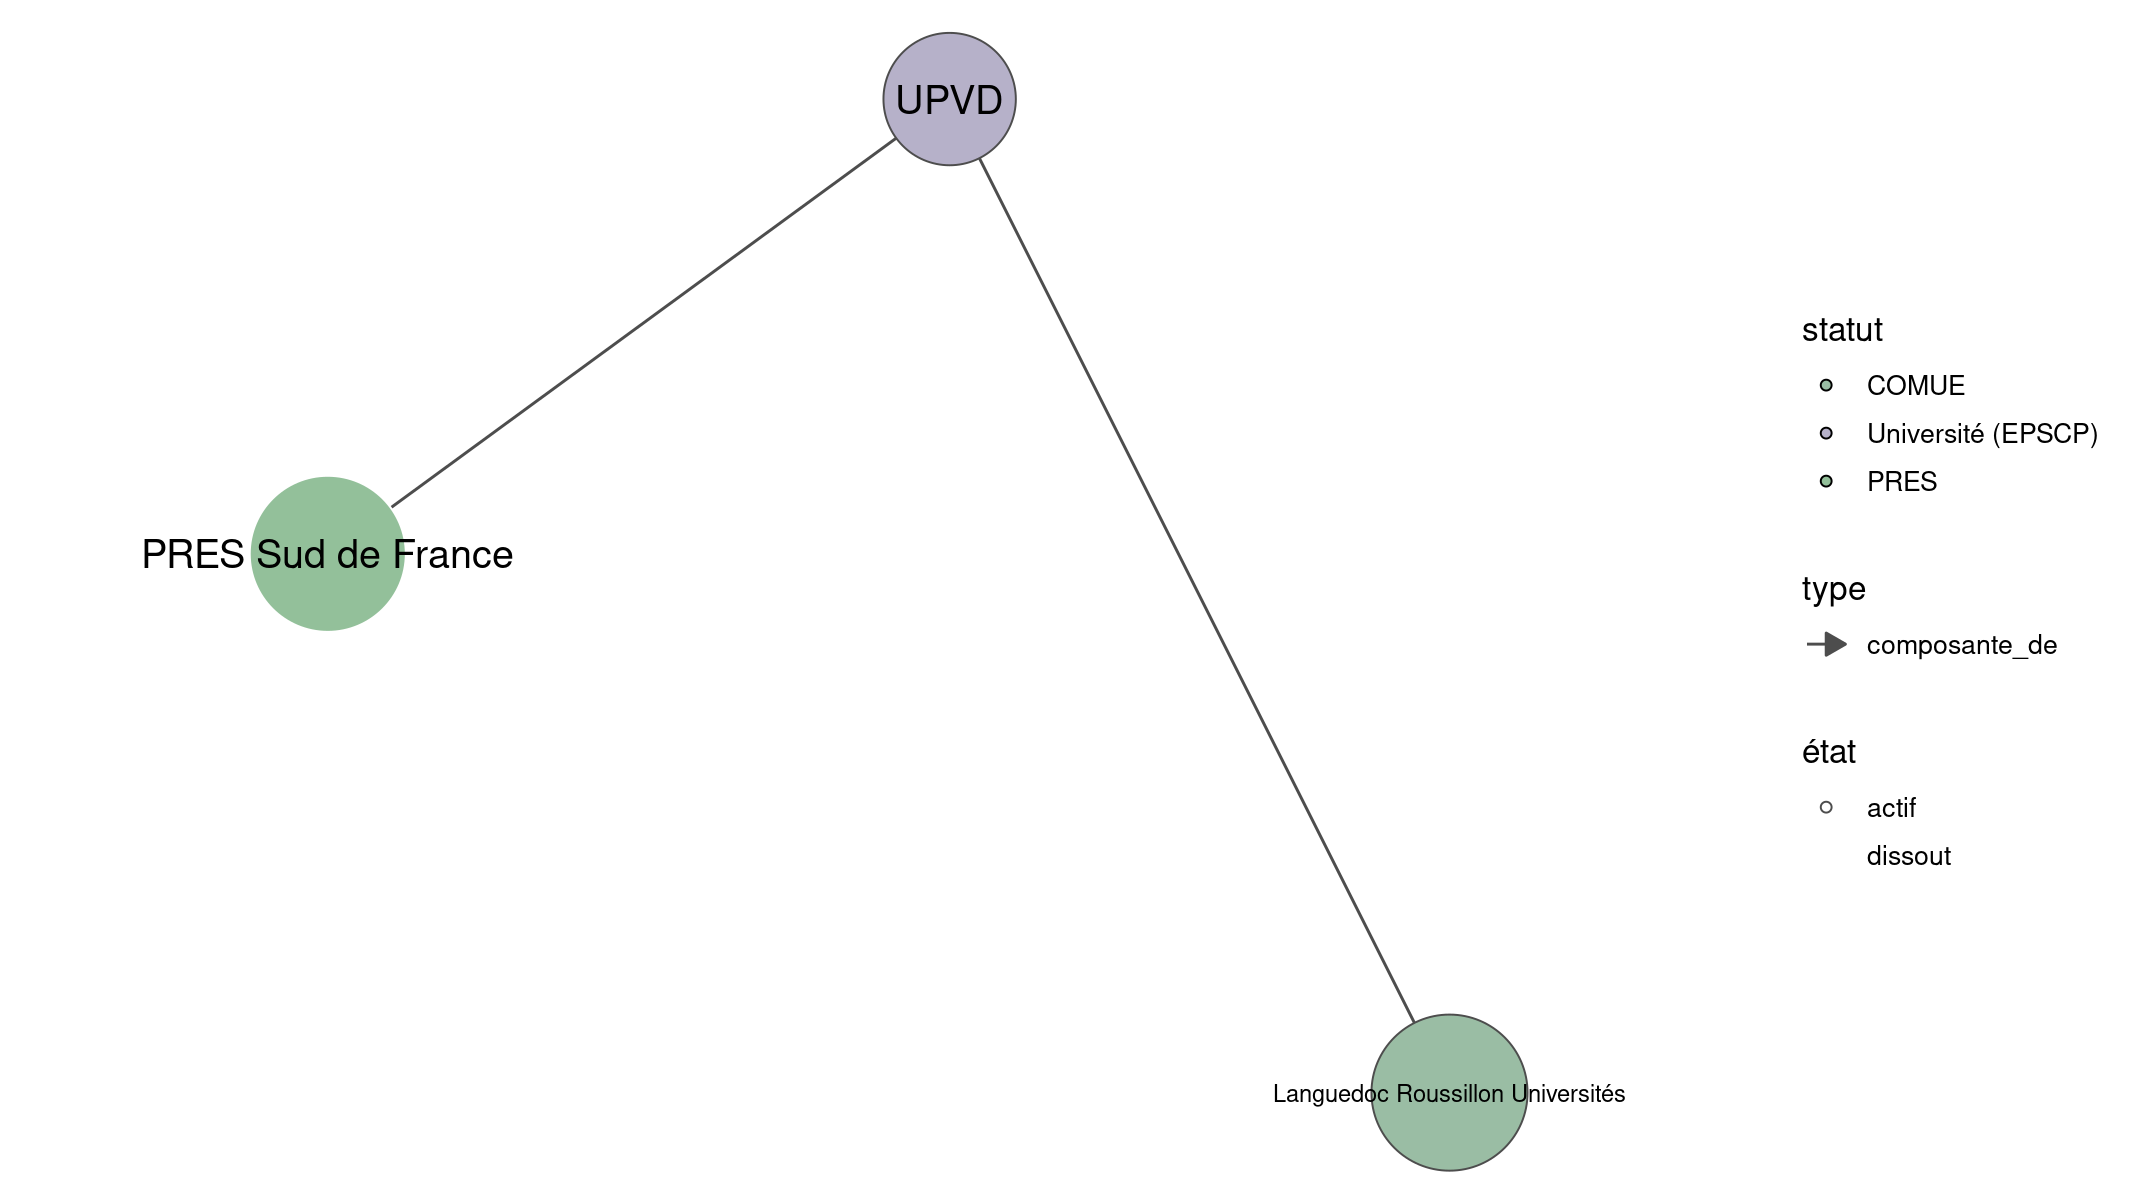 UPVD
PRES Sud de France
Languedoc Roussillon Universités
statut
COMUE
Université (EPSCP)
PRES
type
composante_de
état
actif
dissout